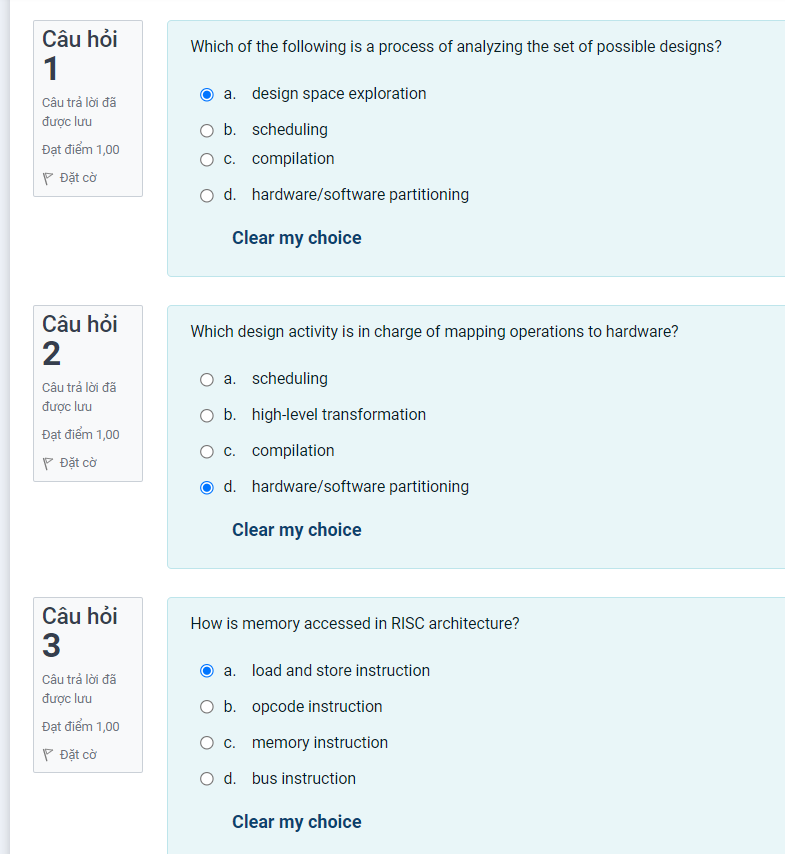 Câu hỏi
1
Câu trả lời đã
được lưu
Đạt điểm 1,00
Đặt cờ
Which of the following is a process of analyzing the set of possible designs?
a. design space exploration
b. scheduling
c. compilation
d. hardware/software partitioning
Clear my choice
Câu hỏi
2
Câu trả lời đã
được lưu
Đạt điểm 1,00
Đặt cờ
Which design activity is in charge of mapping operations to hardware?
a. scheduling
b. high-level transformation
c. compilation
d. hardware/software partitioning
Clear my choice
Câu hỏi
3
Câu trả lời đã
được lưu
Đạt điểm 1,00
Đặt cờ
How is memory accessed in RISC architecture?
a. load and store instruction
b. opcode instruction
c. memory instruction
d. bus instruction
Clear my choice